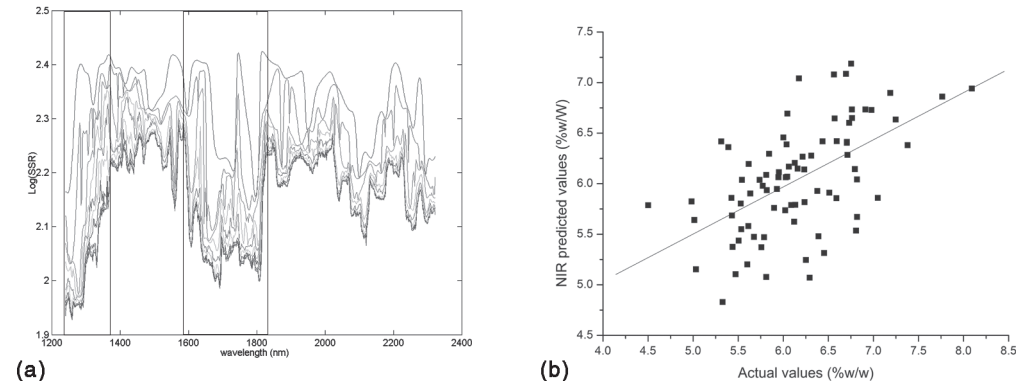 2.5
2.4
2.3
22.2
2.1
2
1.9
Log(SSR)
1200 1400 1600 1800 2000 2200 2400
wavelength (nm)
(a)
7.5
7.0
6.5
6.0
5.5
5.0
4.5
NIR predicted values (%w/W)
4.0 4.5 5.0 5.5 6.0 6.5 7.0 7.5 8.0 8.5
Actual values (%w/w)
(b)